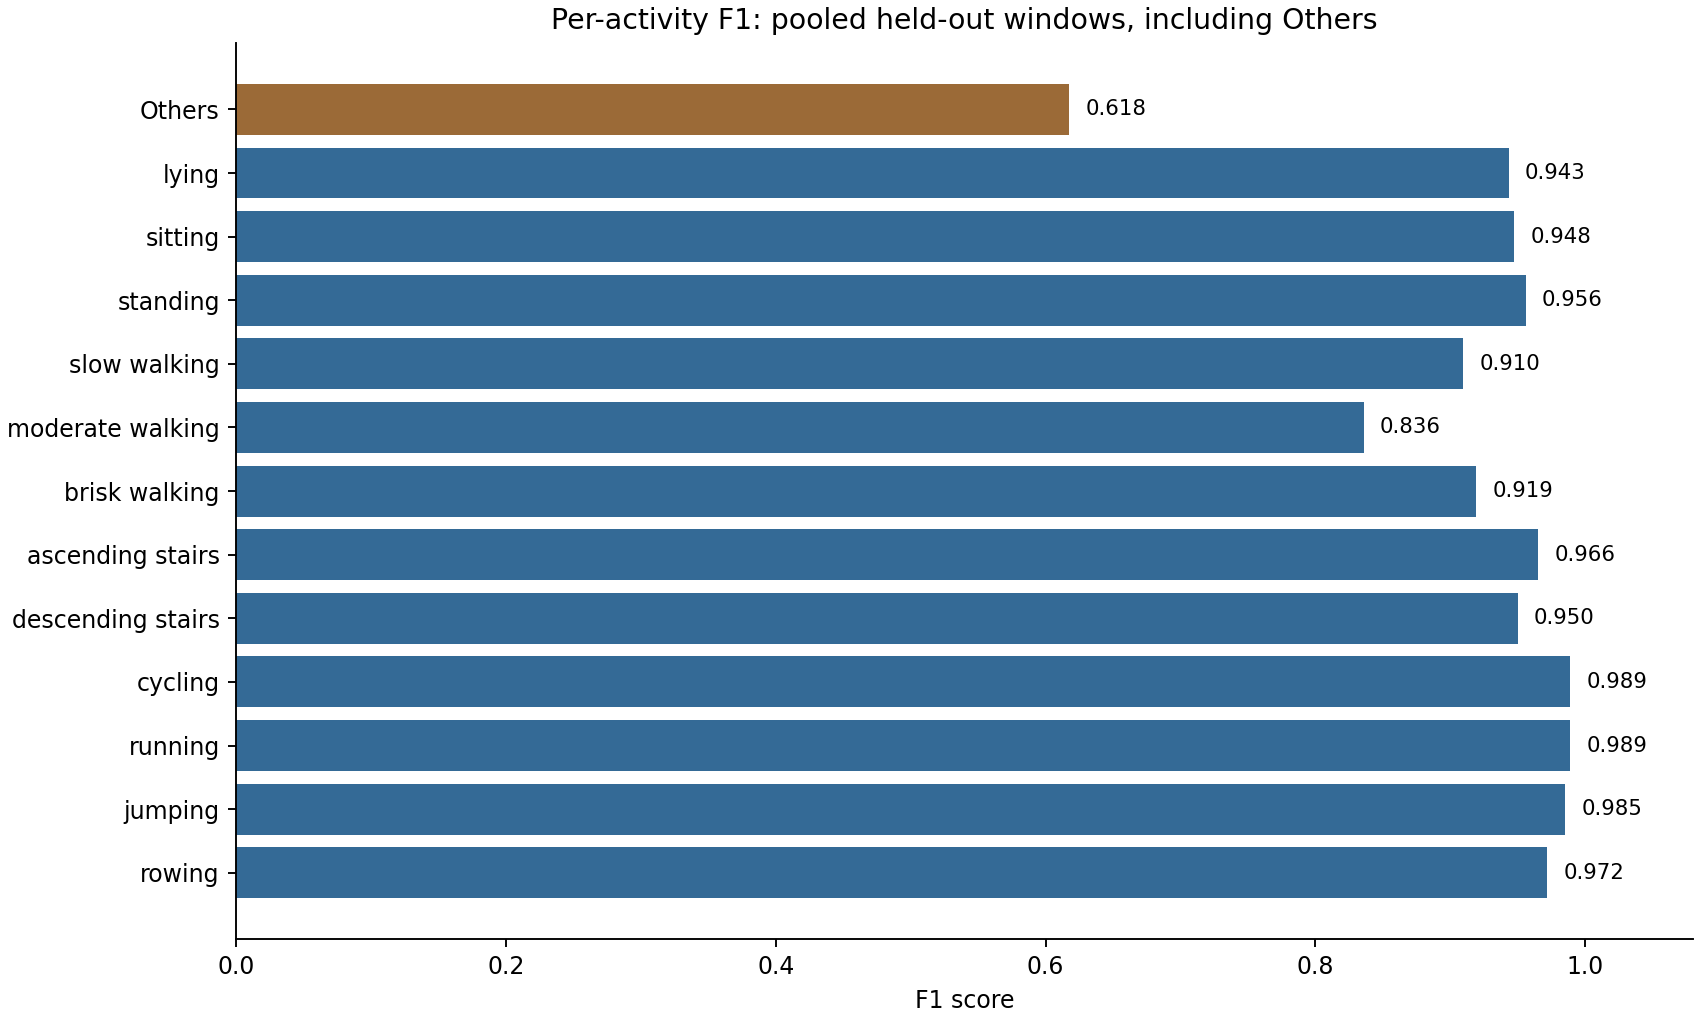 Per-activity F1: pooled held-out windows, including Others
Others 0.618
lying 0.943
sitting 0.948
standing 0.956
slow walking 0.910
moderate walking 0.836
brisk walking 0.919
ascending stairs 0.966
descending stairs 0.950
cycling 0.989
running 0.989
jumping 0.985
rowing 0.972
0.0 0.2 0.4 0.6 0.8 1.0
F1 score